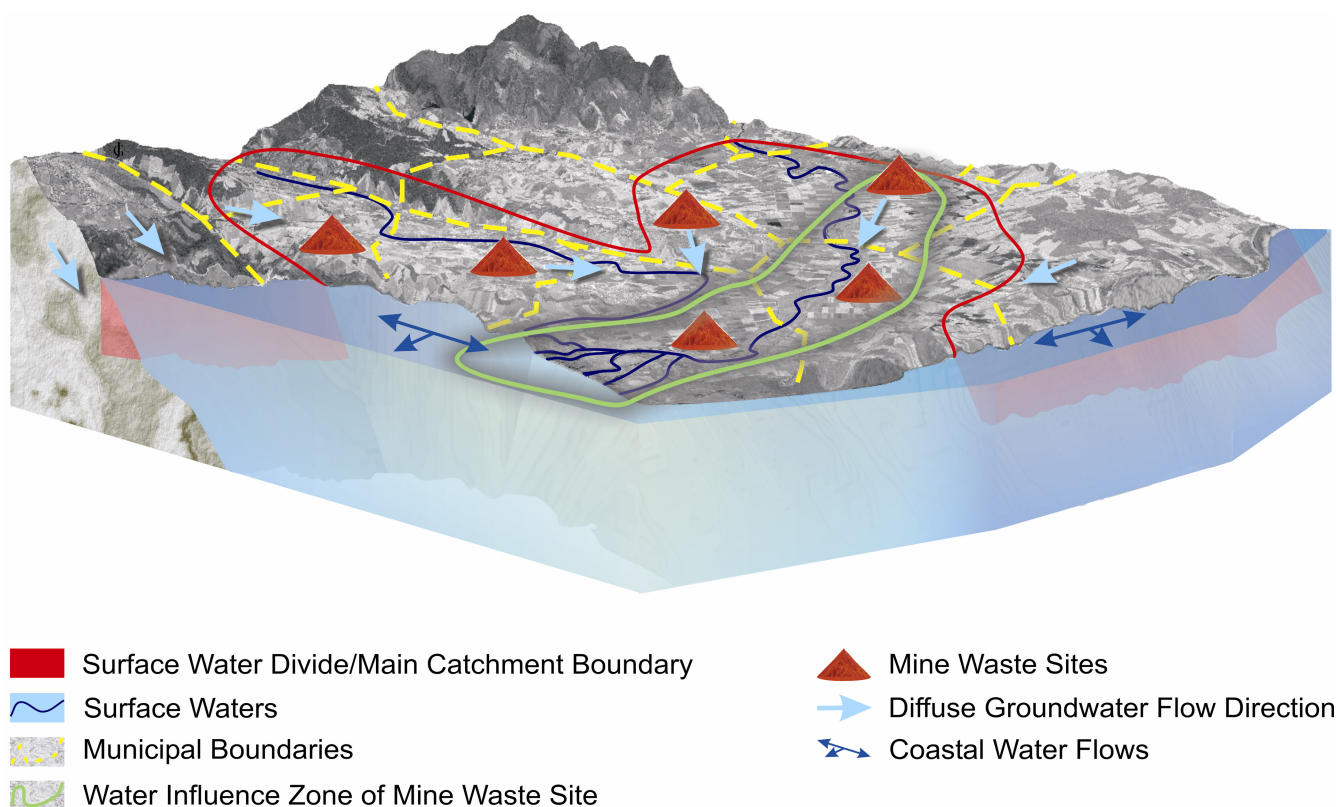 Surface Water Divide/Main Catchment Boundary
Surface Waters
Municipal Boundaries
Water Influence Zone of Mine Waste Site
Mine Waste Sites
Diffuse Groundwater Flow Direction
Coastal Water Flows